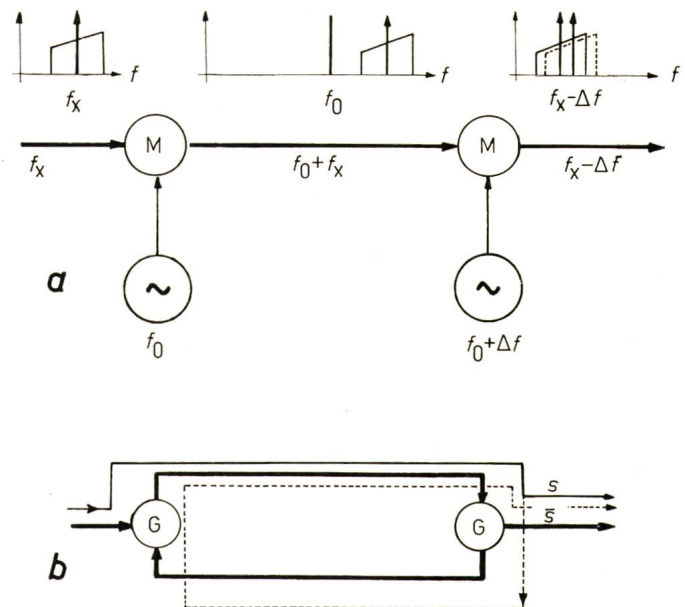 f f f
fx f0 fx–Δf
M M
fx f0+fx fx–Δf
~ ~
a
f0 f0+Δf
s
G G s̄
b